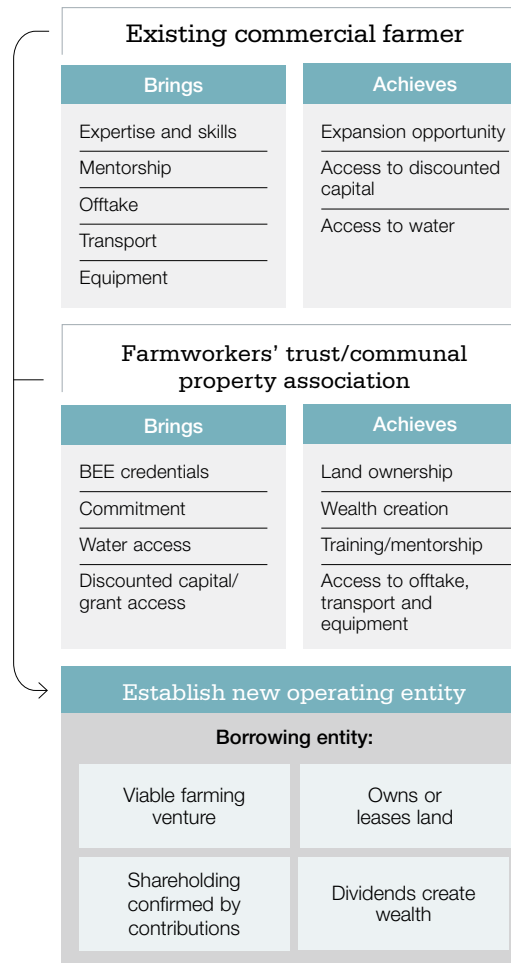 Existing commercial farmer
Brings
Expertise and skills
Mentorship
Offtake
Transport
Equipment
Achieves
Expansion opportunity
Access to discounted
capital
Access to water
Farmworkers’ trust/communal
property association
Brings
BEE credentials
Commitment
Water access
Discounted capital/
grant access
Achieves
Land ownership
Wealth creation
Training/mentorship
Access to offtake,
transport and
equipment
Establish new operating entity
Borrowing entity:
Viable farming
venture
Owns or
leases land
Shareholding
confirmed by
contributions
Dividends create
wealth